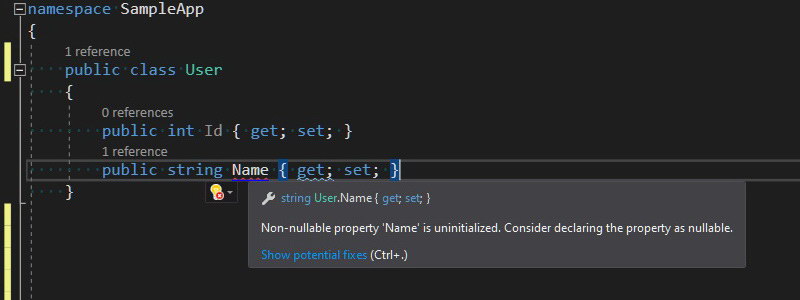 namespace SampleApp
{
1 reference
public class User
{
0 references
public int Id { get; set; }
1 reference
public string Name { get; set; }
}
string User.Name { get; set; }
Non-nullable property 'Name' is uninitialized. Consider declaring the property as nullable.
Show potential fixes (Ctrl+.)